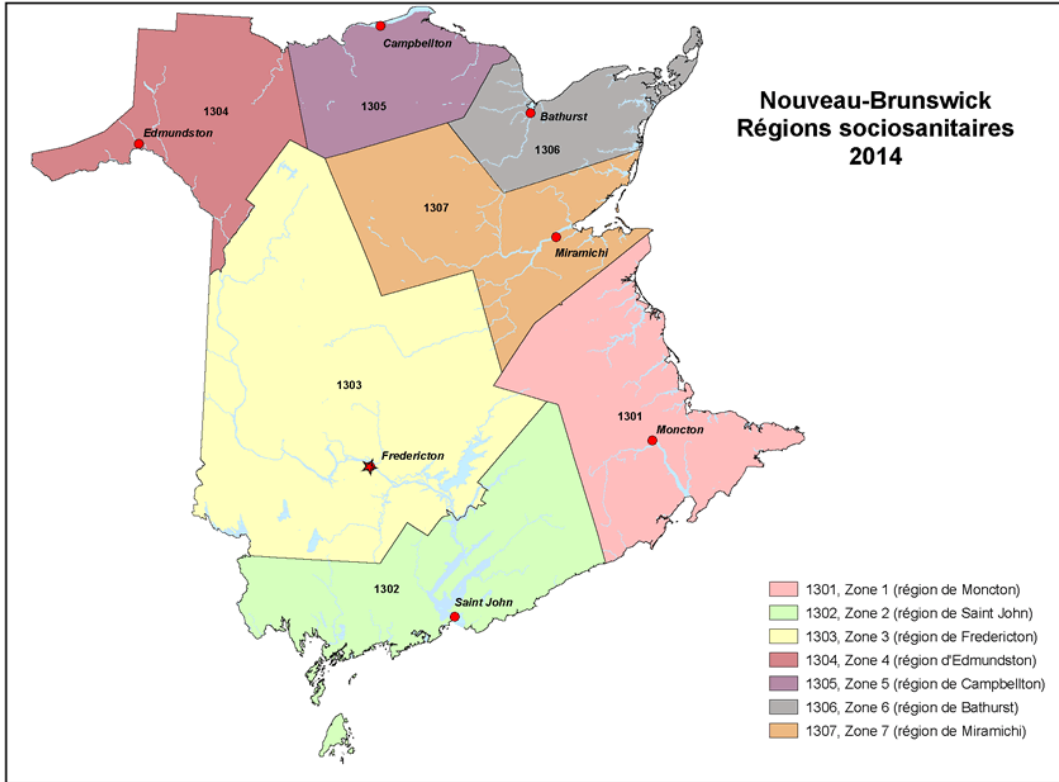 Nouveau-Brunswick
Régions sociosanitaires
2014
Campbellton
1305
1304
Edmundston
Bathurst
1306
1307
Miramichi
1303
1301
Moncton
Fredericton
1302
Saint John
1301, Zone 1 (région de Moncton)
1302, Zone 2 (région de Saint John)
1303, Zone 3 (région de Fredericton)
1304, Zone 4 (région d'Edmundston)
1305, Zone 5 (région de Campbellton)
1306, Zone 6 (région de Bathurst)
1307, Zone 7 (région de Miramichi)